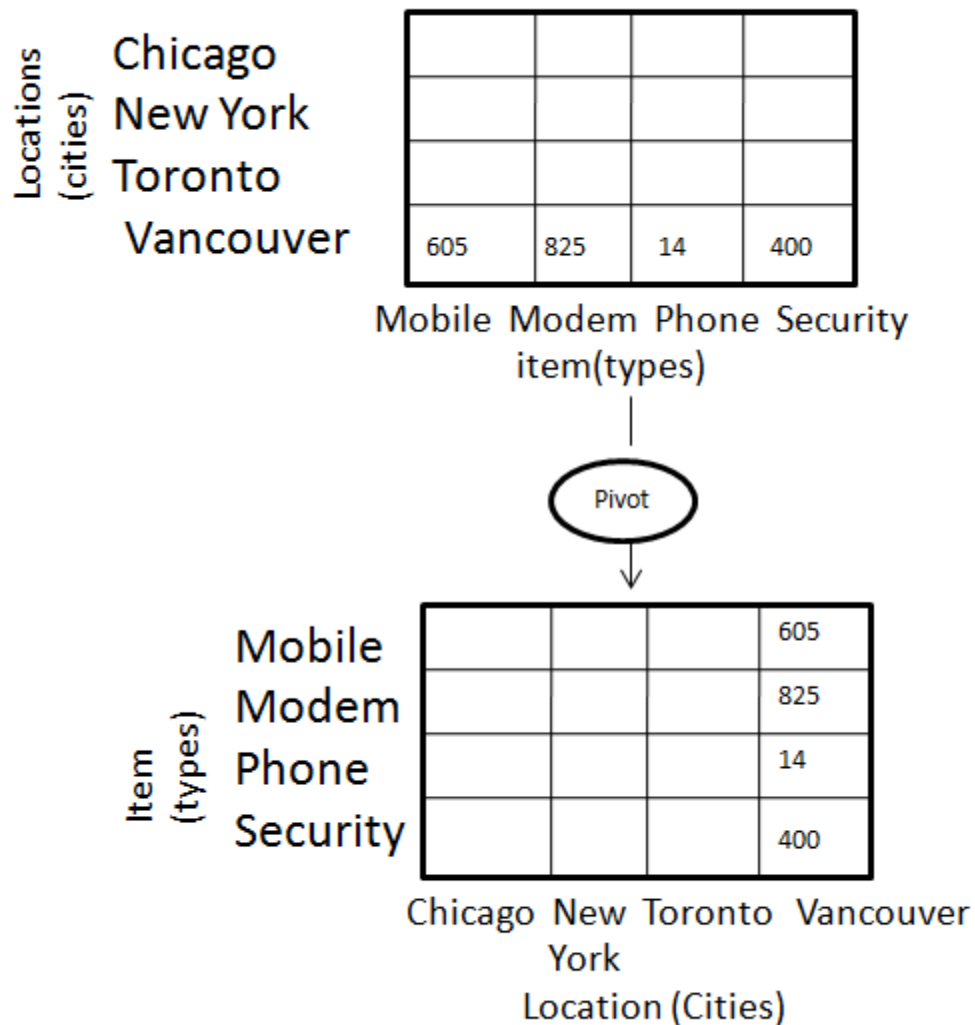 Locations
(cities)
Chicago
New York
Toronto
Vancouver
605 825 14 400
Mobile Modem Phone Security
item(types)
Pivot
Item
(types)
Mobile
Modem
Phone
Security
605
825
14
400
Chicago New Toronto Vancouver
York
Location (Cities)